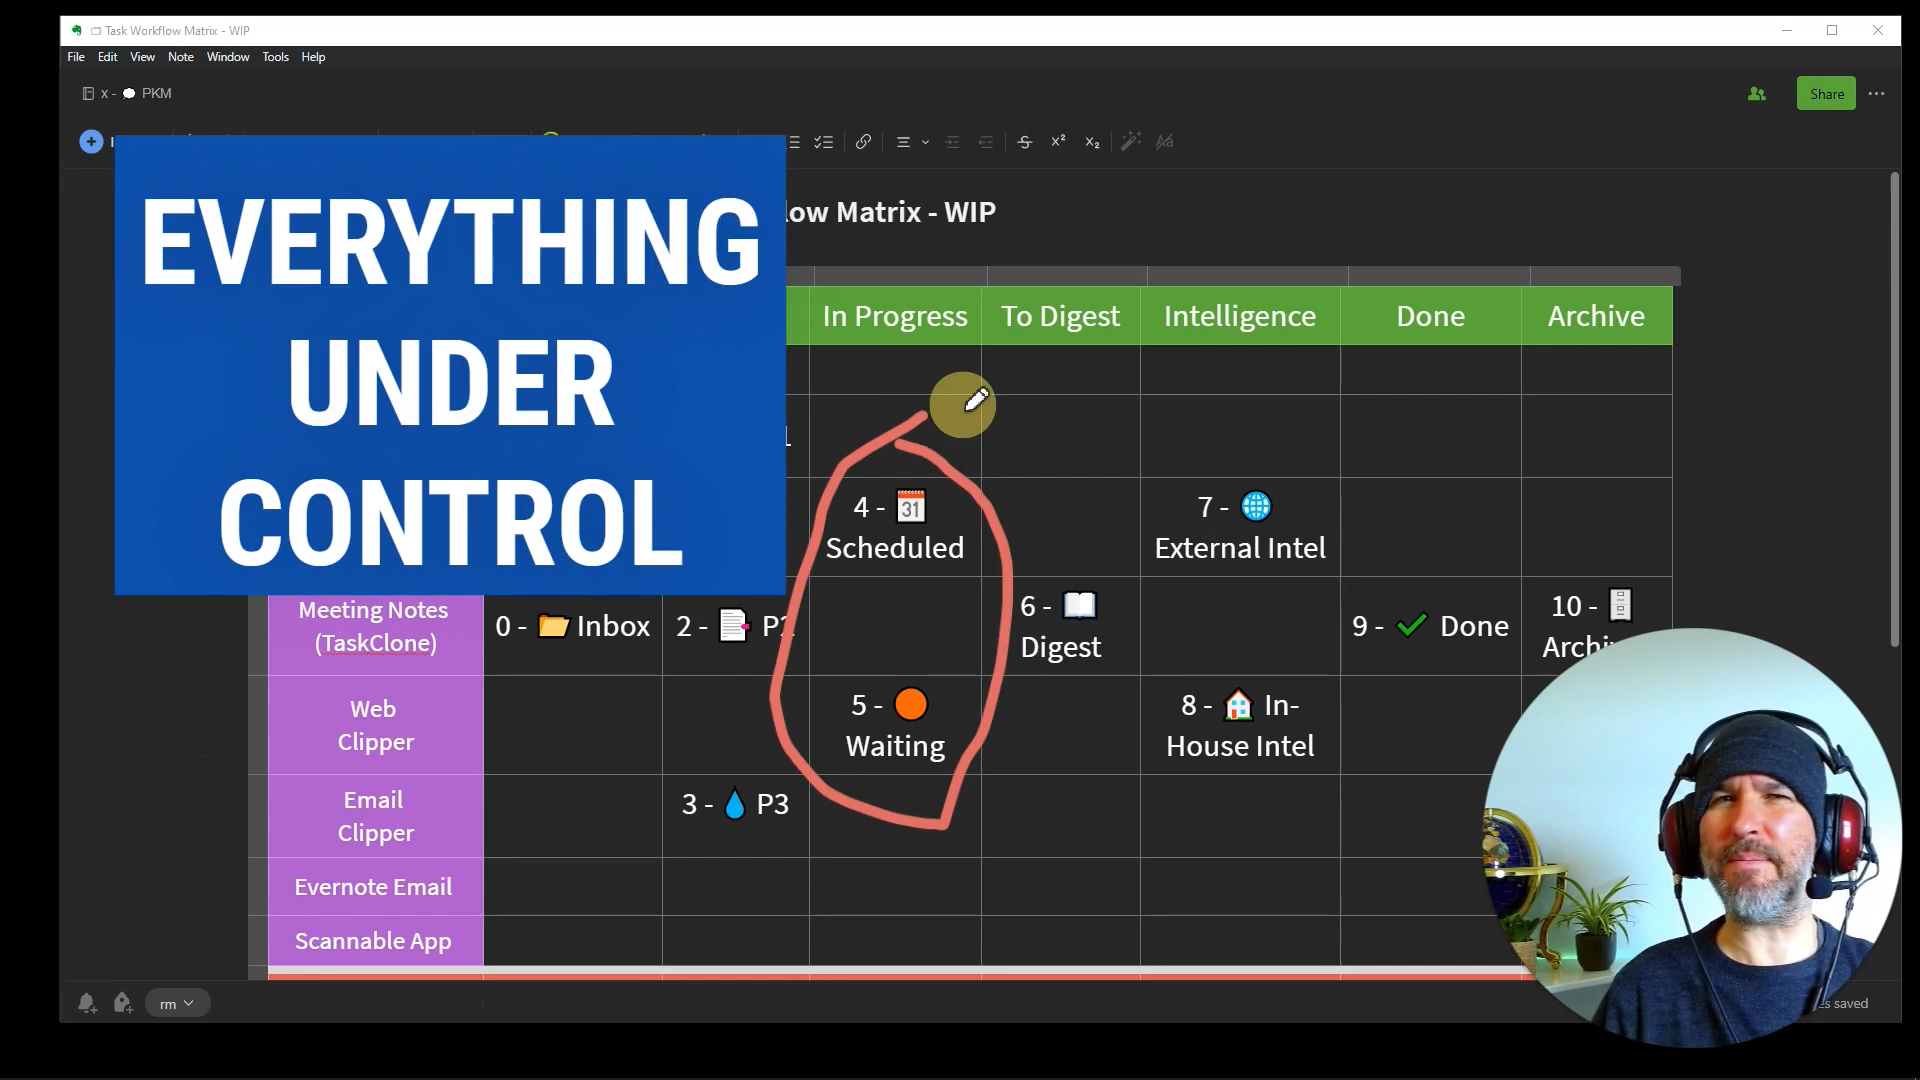 Task Workflow Matrix - WIP
File Edit View Note Window Tools Help
x - PKM
Share
EVERYTHING
UNDER
CONTROL
low Matrix - WIP
In Progress To Digest Intelligence Done Archive
4 - 31
Scheduled
7 -
External Intel
Meeting Notes
(TaskClone)
0 - Inbox
2 - P2
6 -
Digest
9 - Done
10 -
Archi
Web
Clipper
5 -
Waiting
8 - In-
House Intel
Email
Clipper
3 - P3
Evernote Email
Scannable App
rm
saved